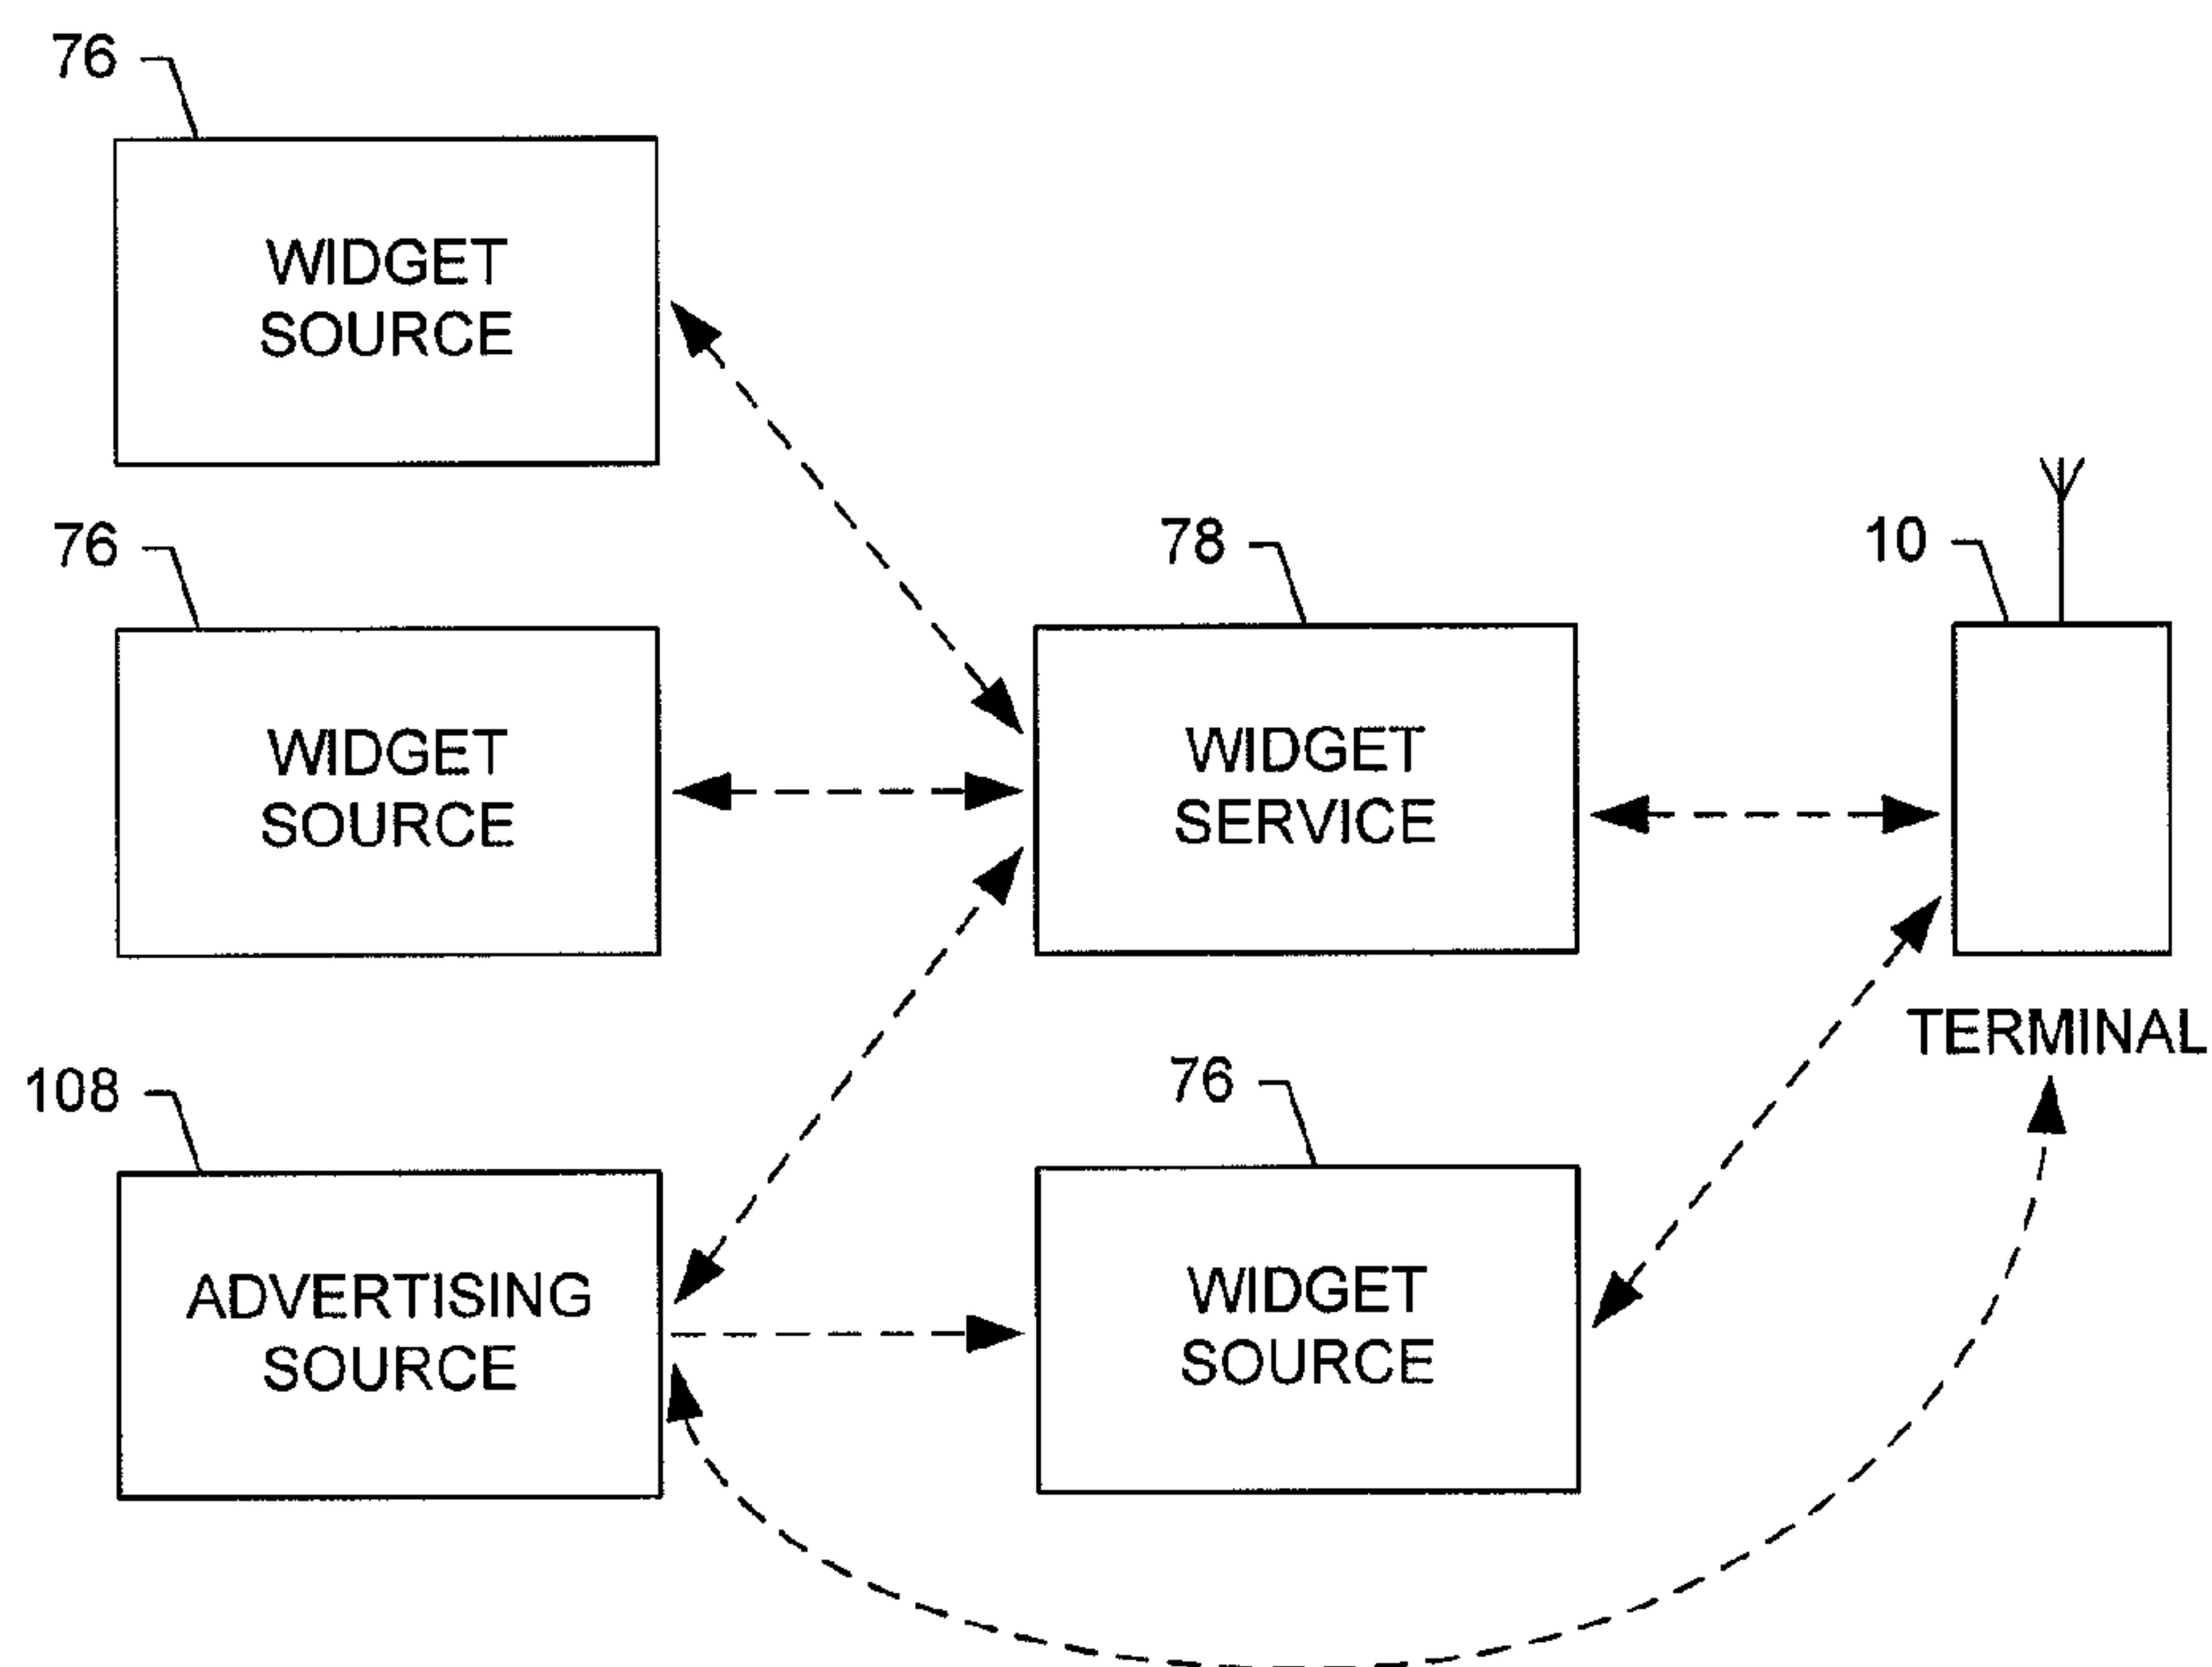 76
WIDGET
SOURCE
76
78
10
WIDGET
SOURCE
WIDGET
SERVICE
TERMINAL
108
76
ADVERTISING
SOURCE
WIDGET
SOURCE